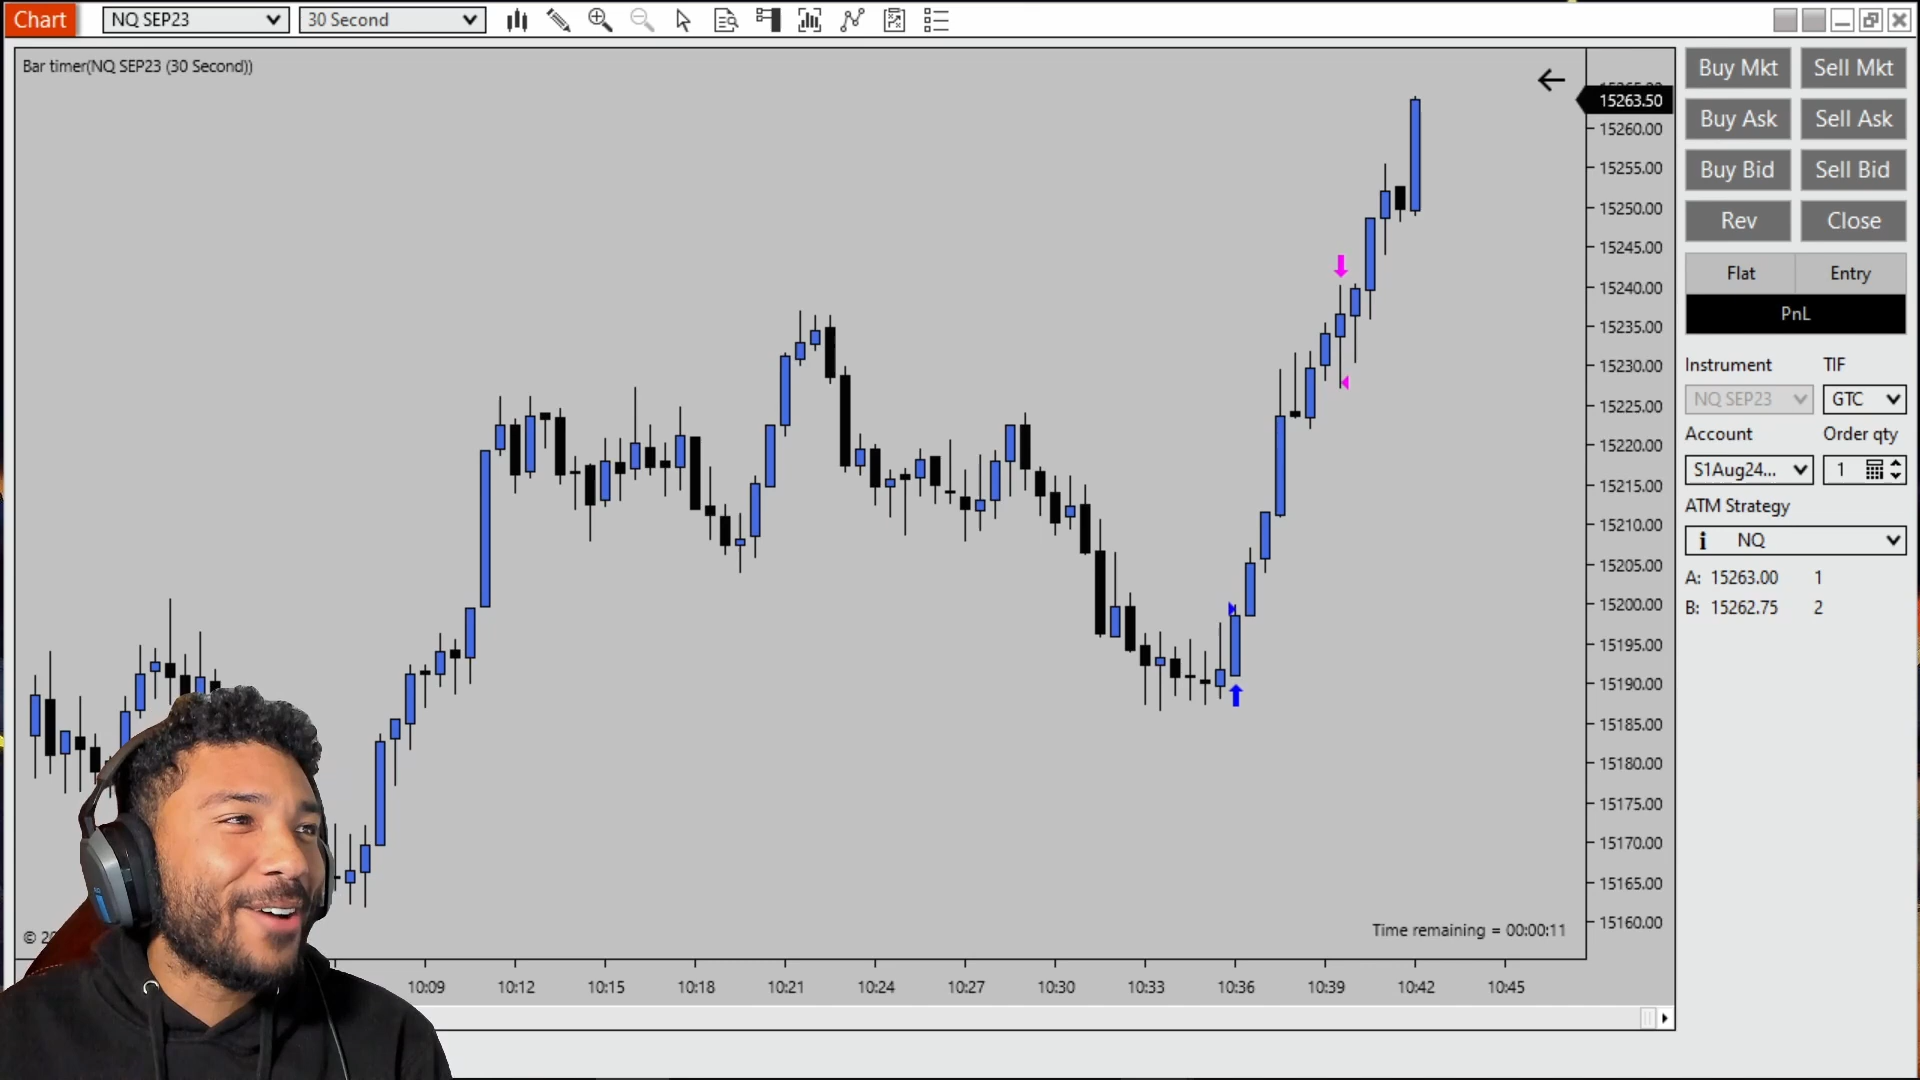 Chart NQ SEP23 30 Second
Bar timer(NQ SEP23 (30 Second))
15263.50
15260.00
15255.00
15250.00
15245.00
15240.00
15235.00
15230.00
15225.00
15220.00
15215.00
15210.00
15205.00
15200.00
15195.00
15190.00
15185.00
15180.00
15175.00
15170.00
15165.00
15160.00
Time remaining = 00:00:11
©
10:09 10:12 10:15 10:18 10:21 10:24 10:27 10:30 10:33 10:36 10:39 10:42 10:45
Buy Mkt Sell Mkt
Buy Ask Sell Ask
Buy Bid Sell Bid
Rev Close
Flat Entry
PnL
Instrument TIF
NQ SEP23 GTC
Account Order qty
S1Aug24... 1
ATM Strategy
i NQ
A: 15263.00 1
B: 15262.75 2